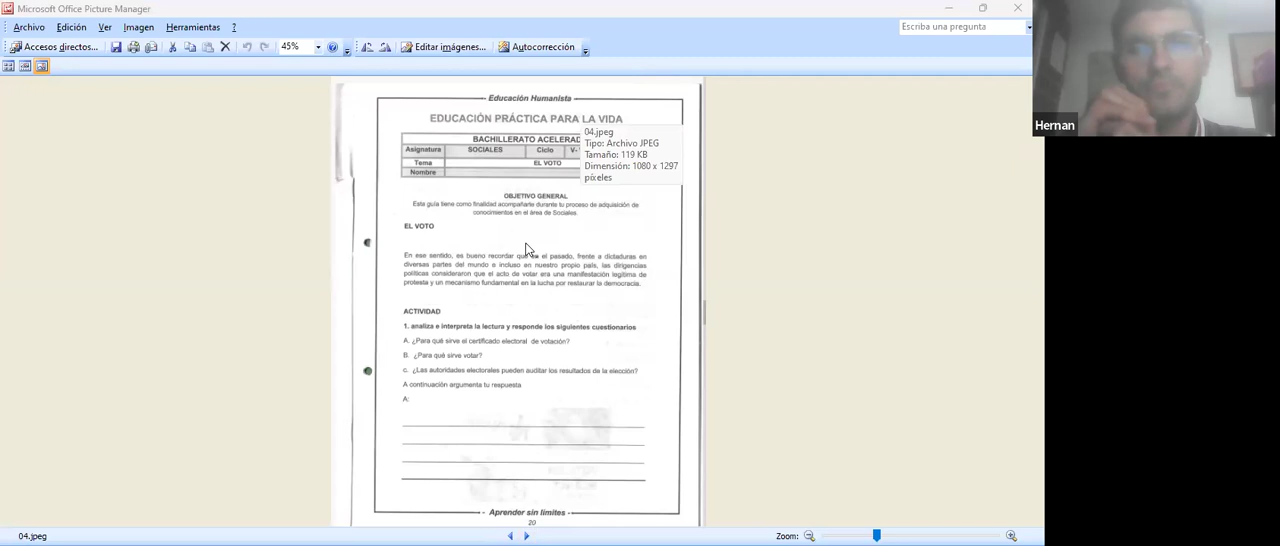 Microsoft Office Picture Manager
Archivo Edición Ver Imagen Herramientas ?
Escriba una pregunta
Accesos directos... 45% Editar imágenes... Autocorrección
Hernan
Educación Humanista
EDUCACIÓN PRÁCTICA PARA LA VIDA
BACHILLERATO ACELERAD
Asignatura SOCIALES Ciclo V-
Tema EL VOTO
Nombre
04.jpeg
Tipo: Archivo JPEG
Tamaño: 119 KB
Dimensión: 1080 x 1297
píxeles
OBJETIVO GENERAL
Esta guía tiene como finalidad acompañarte durante tu proceso de adquisición de
conocimientos en el área de Sociales
EL VOTO
En ese sentido, es bueno recordar que en el pasado, frente a dictaduras en
diversas partes del mundo e incluso en nuestro propio país, las dirigencias
políticas consideraron que el acto de votar era una manifestación legítima de
protesta y un mecanismo fundamental en la lucha por restaurar la democracia.
ACTIVIDAD
1. analiza e interpreta la lectura y responde los siguientes cuestionarios
A. ¿Para qué sirve el certificado electoral de votación?
B. ¿Para qué sirve votar?
c. ¿Las autoridades electorales pueden auditar los resultados de la elección?
A continuación argumenta tu respuesta
A:
Aprender sin límites
20
04.jpeg
Zoom: